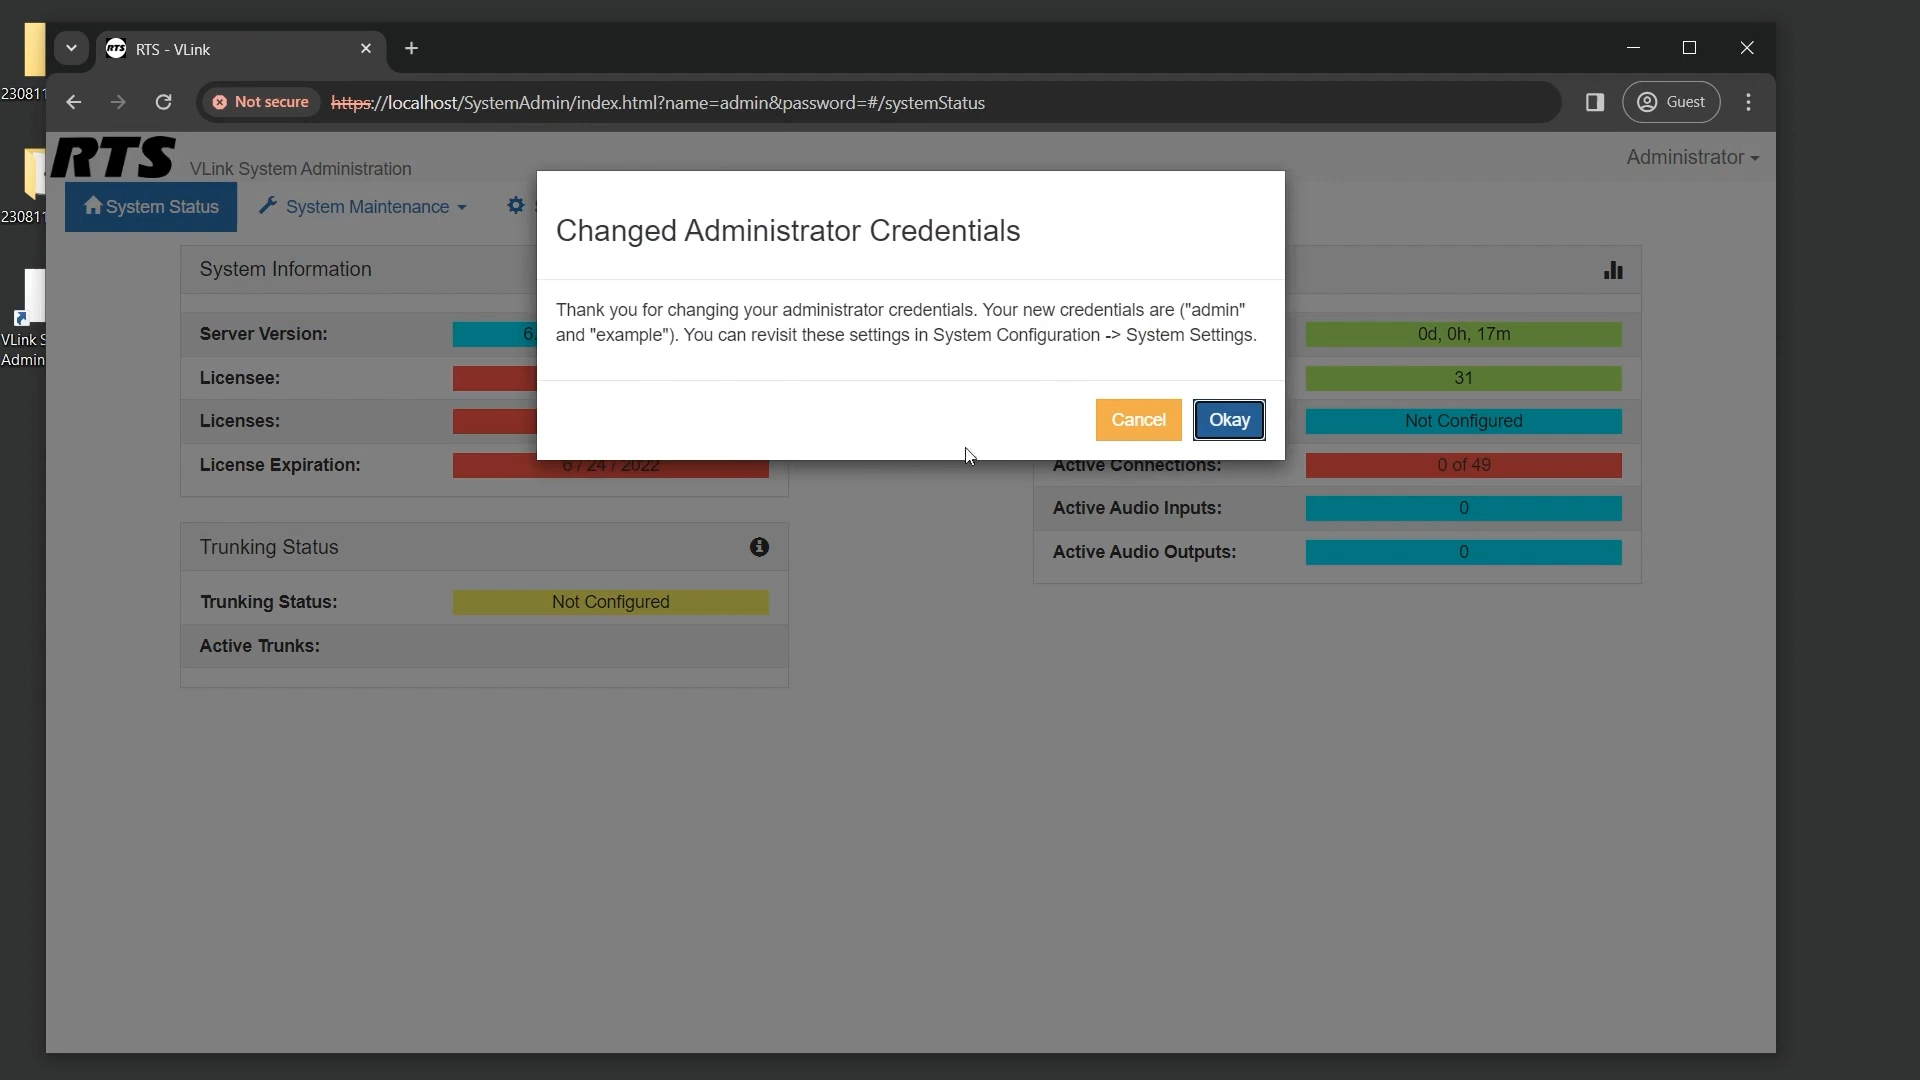 RTS - VLink
Not secure
https://localhost/SystemAdmin/index.html?name=admin&password=#/systemStatus
Guest
230811
230811
VLink S
Admin
RTS
VLink System Administration
Administrator
System Status
System Maintenance
Changed Administrator Credentials
Thank you for changing your administrator credentials. Your new credentials are ("admin"
and "example"). You can revisit these settings in System Configuration -> System Settings.
Cancel
Okay
System Information
Server Version:
6.
Licensee:
Licenses:
License Expiration:
6 / 24 / 2022
Trunking Status
Trunking Status:
Not Configured
Active Trunks:
0d, 0h, 17m
31
Not Configured
Active Connections:
0 of 49
Active Audio Inputs:
0
Active Audio Outputs:
0